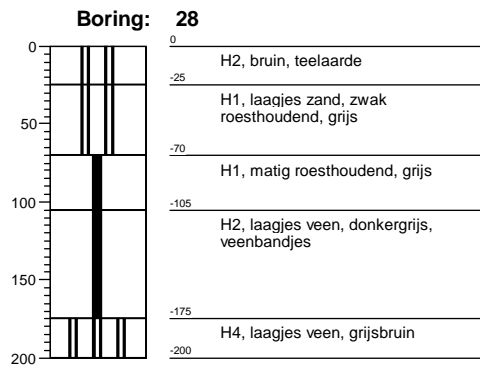 Boring: 28
0
0
H2, bruin, teelaarde
-25
H1, laagjes zand, zwak
roesthoudend, grijs
50
-70
H1, matig roesthoudend, grijs
100
-105
H2, laagjes veen, donkergrijs,
veenbandjes
150
-175
H4, laagjes veen, grijsbruin
200
-200